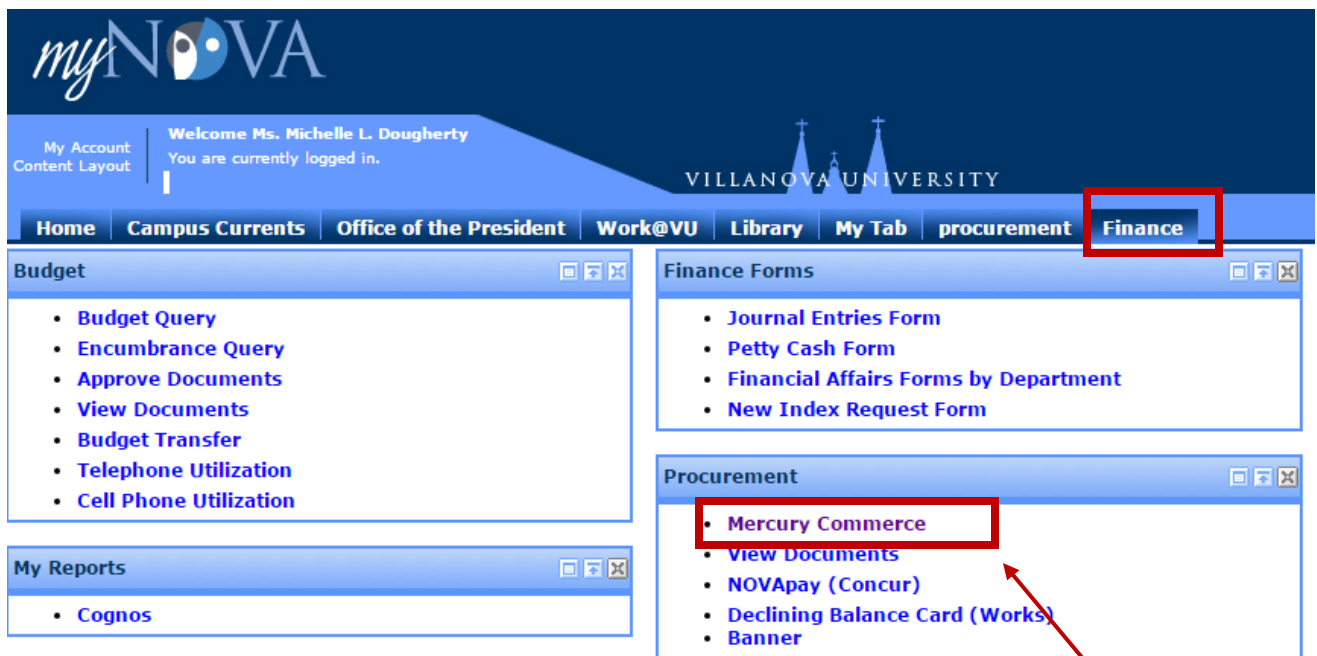 myNOVA
My Account
Content Layout
Welcome Ms. Michelle L. Dougherty
You are currently logged in.
VILLANOVA UNIVERSITY
Home Campus Currents Office of the President Work@VU Library My Tab procurement Finance
Budget
• Budget Query
• Encumbrance Query
• Approve Documents
• View Documents
• Budget Transfer
• Telephone Utilization
• Cell Phone Utilization
My Reports
• Cognos
Finance Forms
• Journal Entries Form
• Petty Cash Form
• Financial Affairs Forms by Department
• New Index Request Form
Procurement
• Mercury Commerce
• View Documents
• NOVApay (Concur)
• Declining Balance Card (Works)
• Banner